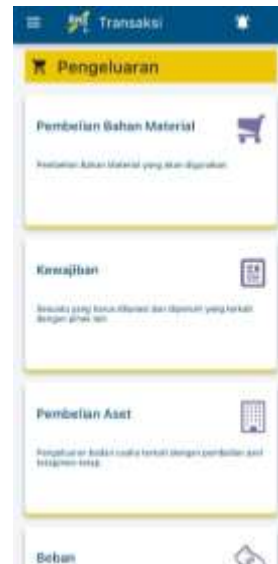 Transaksi
Pengeluaran
Pembelian Bahan Material
Pembelian Bahan Material yang akan digunakan
Kewajiban
Sesuatu yang harus dibayar dan dipenuhi yang terkait
dengan pihak lain
Pembelian Aset
Pengeluaran badan usaha terkait dengan pembelian aset
Beban